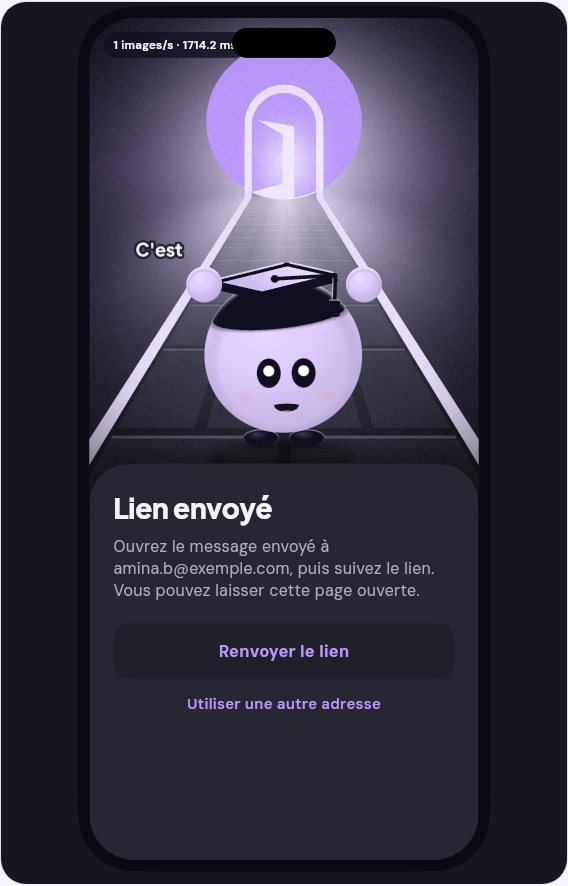 1 images/s · 1714.2 ms
C'est
Lien envoyé
Ouvrez le message envoyé à
amina.b@exemple.com, puis suivez le lien.
Vous pouvez laisser cette page ouverte.
Renvoyer le lien
Utiliser une autre adresse